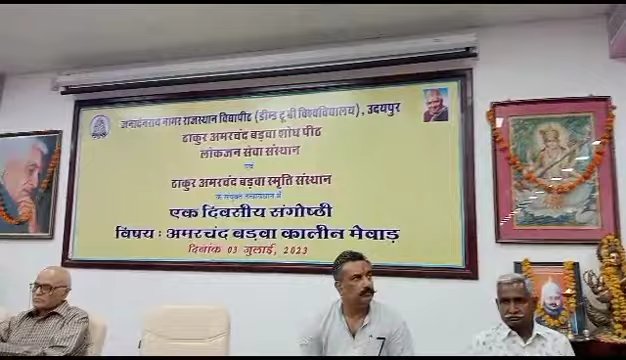 जनार्दनराय नागर राजस्थान विद्यापीठ (डीम्ड टू बी विश्वविद्यालय), उदयपुर
ठाकुर अमरचंद बड़वा शोध पीठ
लोकजन सेवा संस्थान
एवं
ठाकुर अमरचंद बड़वा स्मृति संस्थान
के संयुक्त तत्वावधान में
एक दिवसीय संगोष्ठी
विषय : अमरचंद बड़वा कालीन मेवाड़
दिनांक 03 जुलाई, 2023